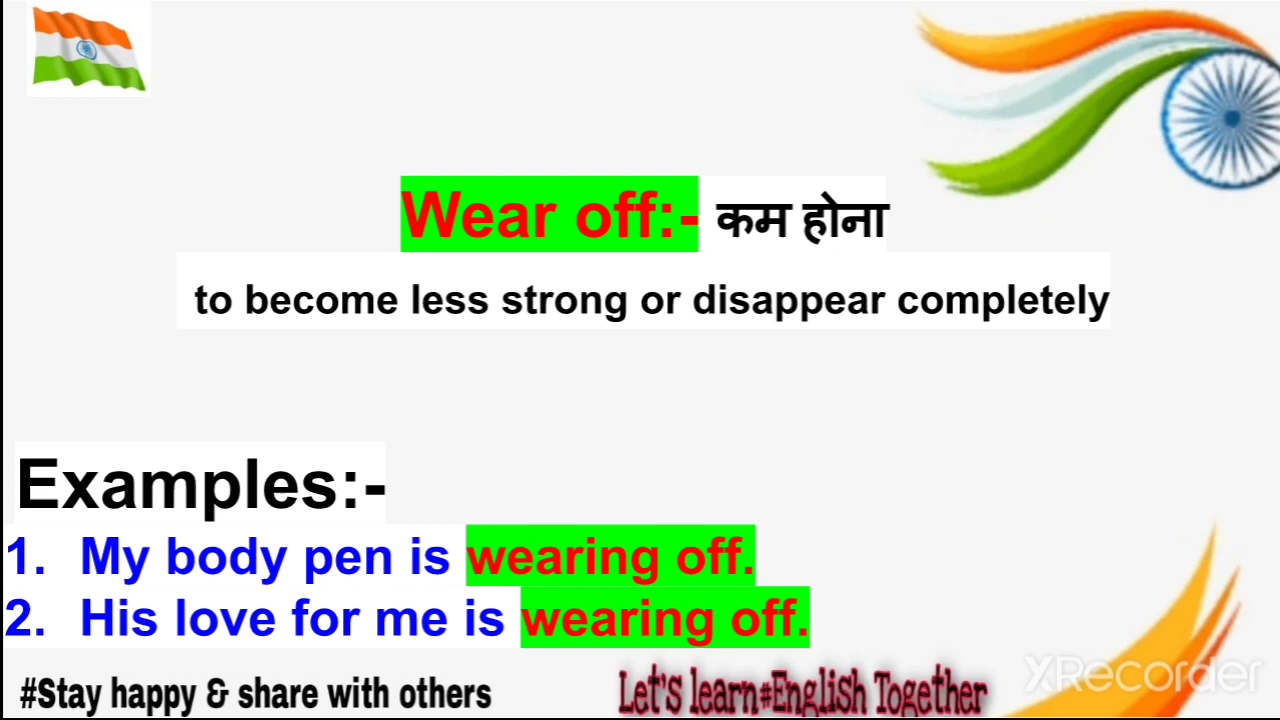 Wear off:- कम होना
to become less strong or disappear completely
Examples:-
1. My body pen is wearing off.
2. His love for me is wearing off.
#Stay happy & share with others
Let's learn#English Together
XRecorder